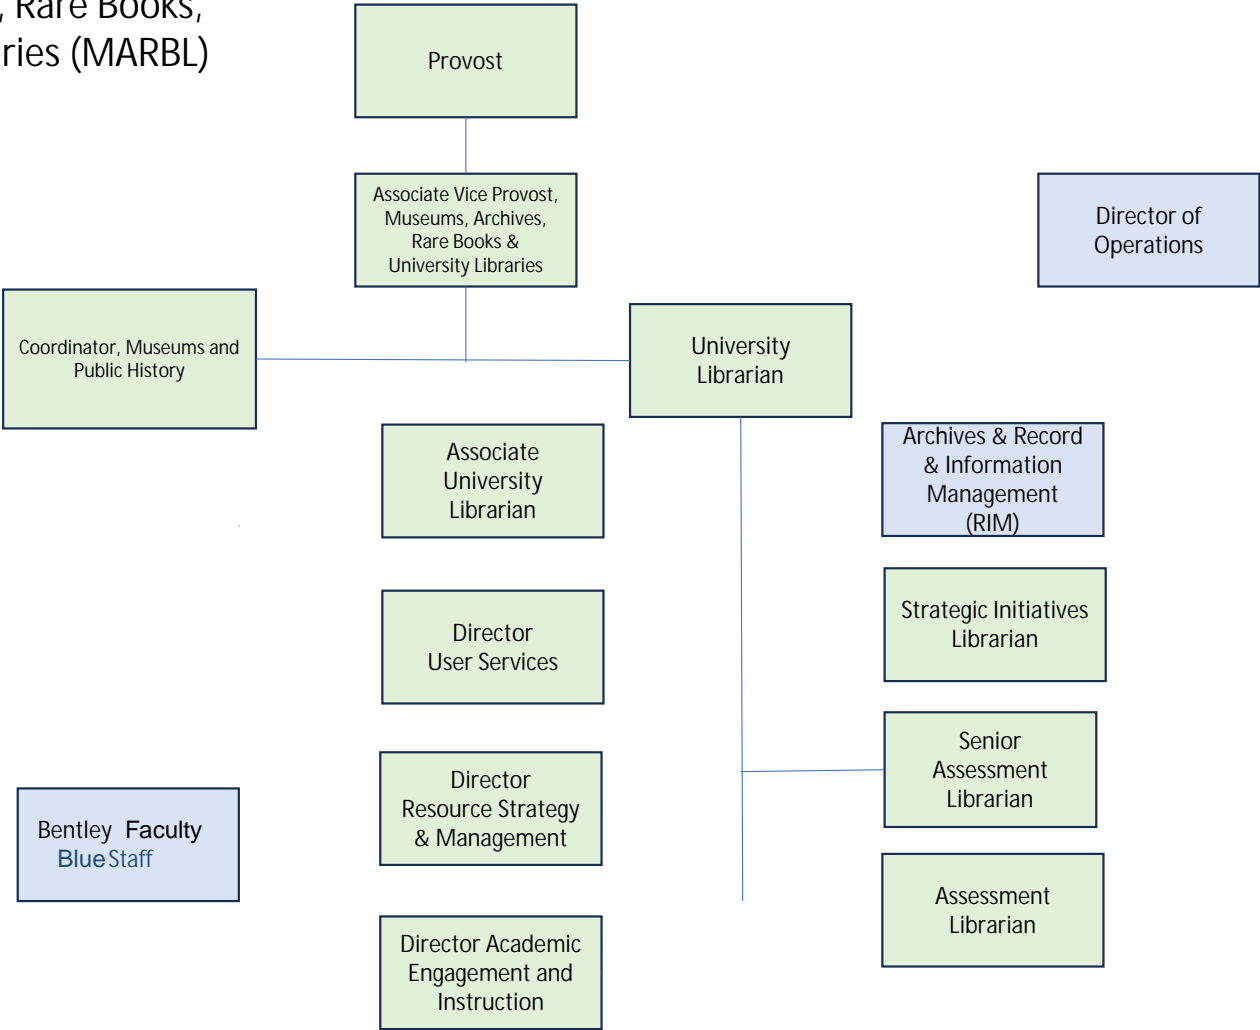 , Rare Books,
ries (MARBL)
Provost
Associate Vice Provost,
Museums, Archives,
Rare Books &
University Libraries
Director of
Operations
Coordinator, Museums and
Public History
University
Librarian
Associate
University
Librarian
Archives & Record
& Information
Management
(RIM)
Director
User Services
Strategic Initiatives
Librarian
Director
Resource Strategy
& Management
Senior
Assessment
Librarian
Bentley Faculty
Blue Staff
Assessment
Librarian
Director Academic
Engagement and
Instruction